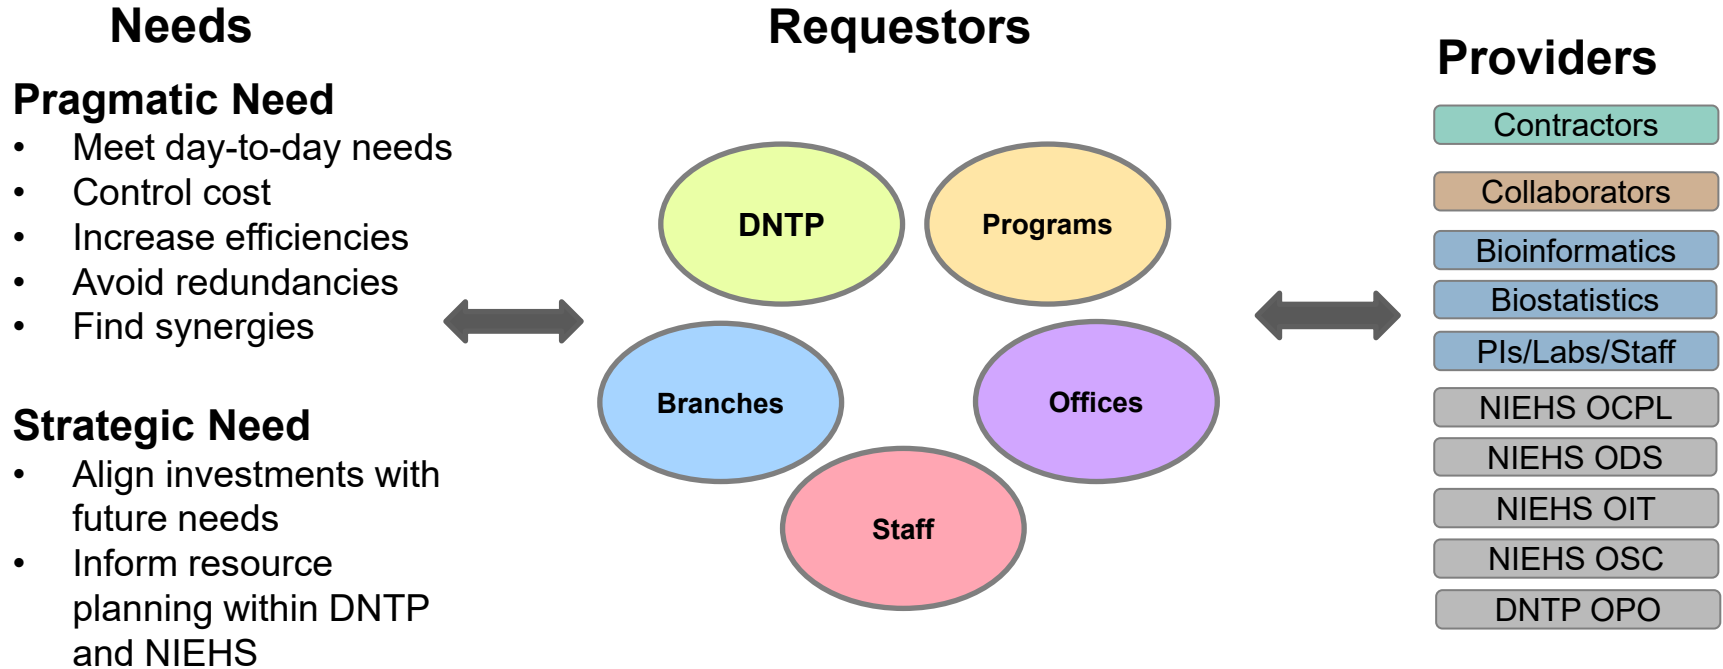 Needs
Pragmatic Need
• Meet day-to-day needs
• Control cost
• Increase efficiencies
• Avoid redundancies
• Find synergies
Strategic Need
• Align investments with
future needs
• Inform resource
planning within DNTP
and NIEHS
Requestors
DNTP
Programs
Branches
Offices
Staff
Providers
Contractors
Collaborators
Bioinformatics
Biostatistics
PIs/Labs/Staff
NIEHS OCPL
NIEHS ODS
NIEHS OIT
NIEHS OSC
DNTP OPO